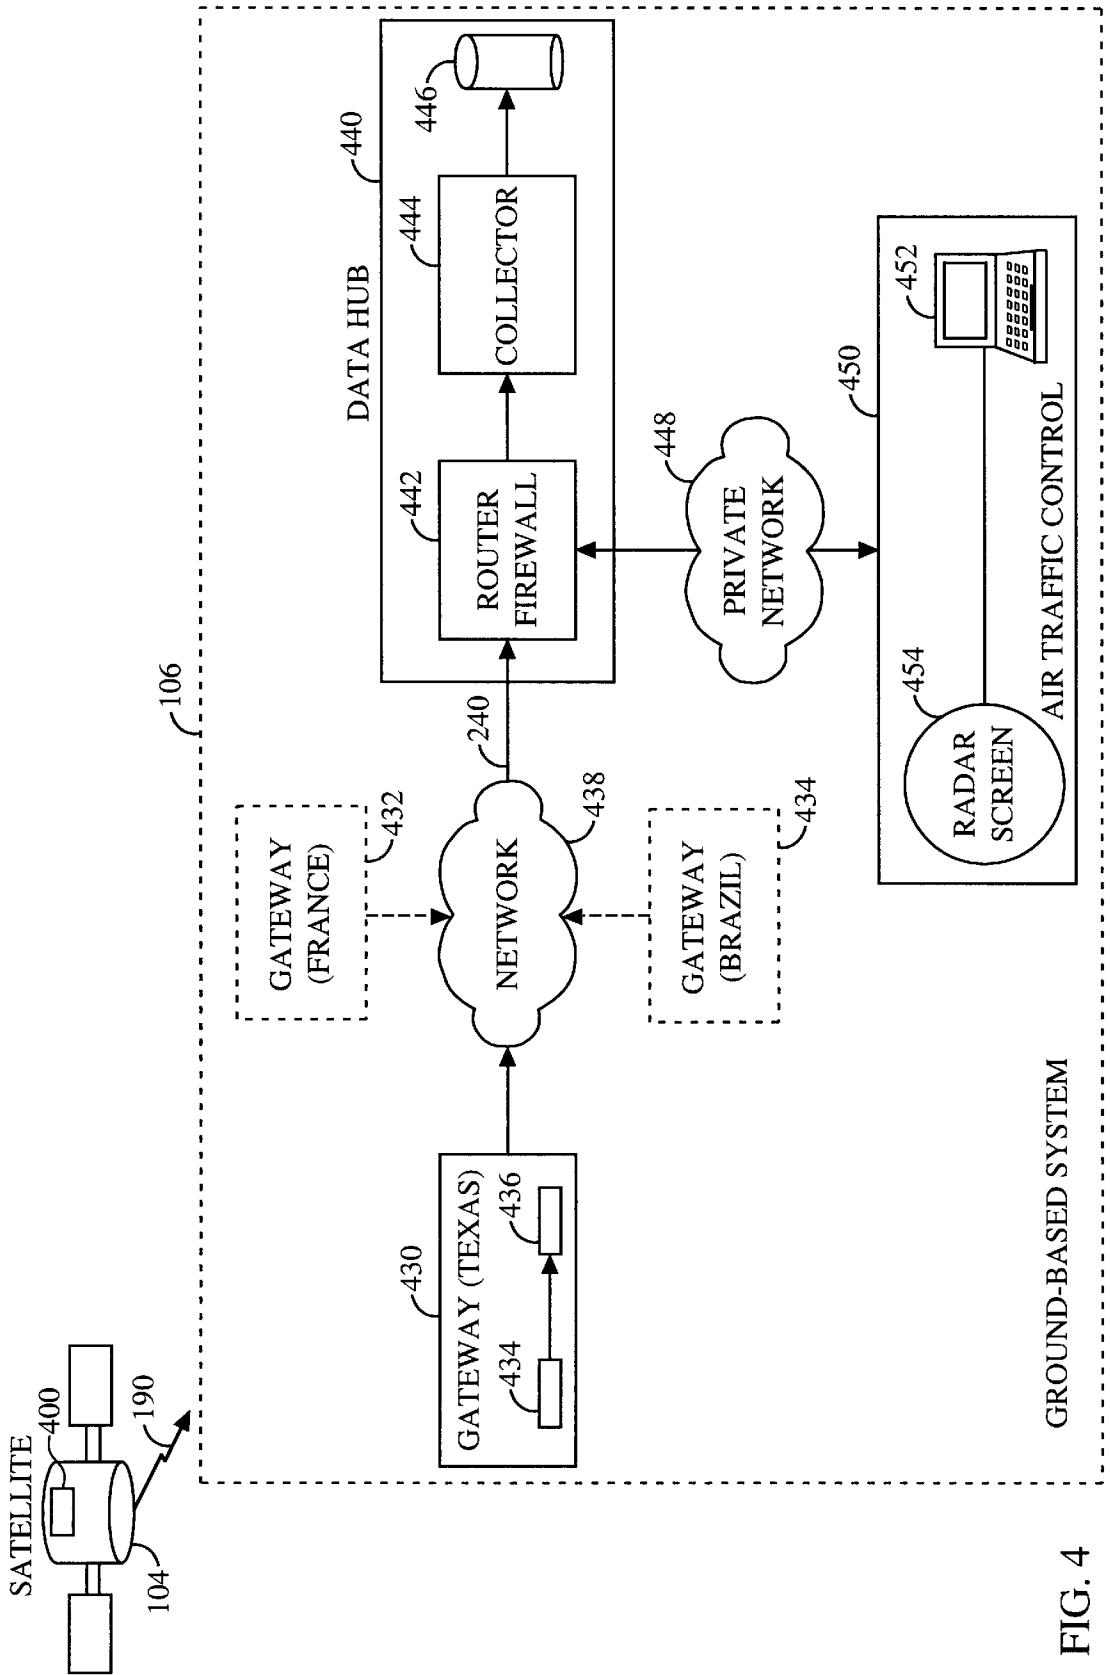 SATELLITE
400
104
190
106
430
GATEWAY (TEXAS)
434
436
GATEWAY
(FRANCE)
432
NETWORK
438
GATEWAY
(BRAZIL)
434
240
DATA HUB
440
442
ROUTER
FIREWALL
444
COLLECTOR
446
PRIVATE
NETWORK
448
450
RADAR
SCREEN
454
452
AIR TRAFFIC CONTROL
GROUND-BASED SYSTEM
FIG. 4